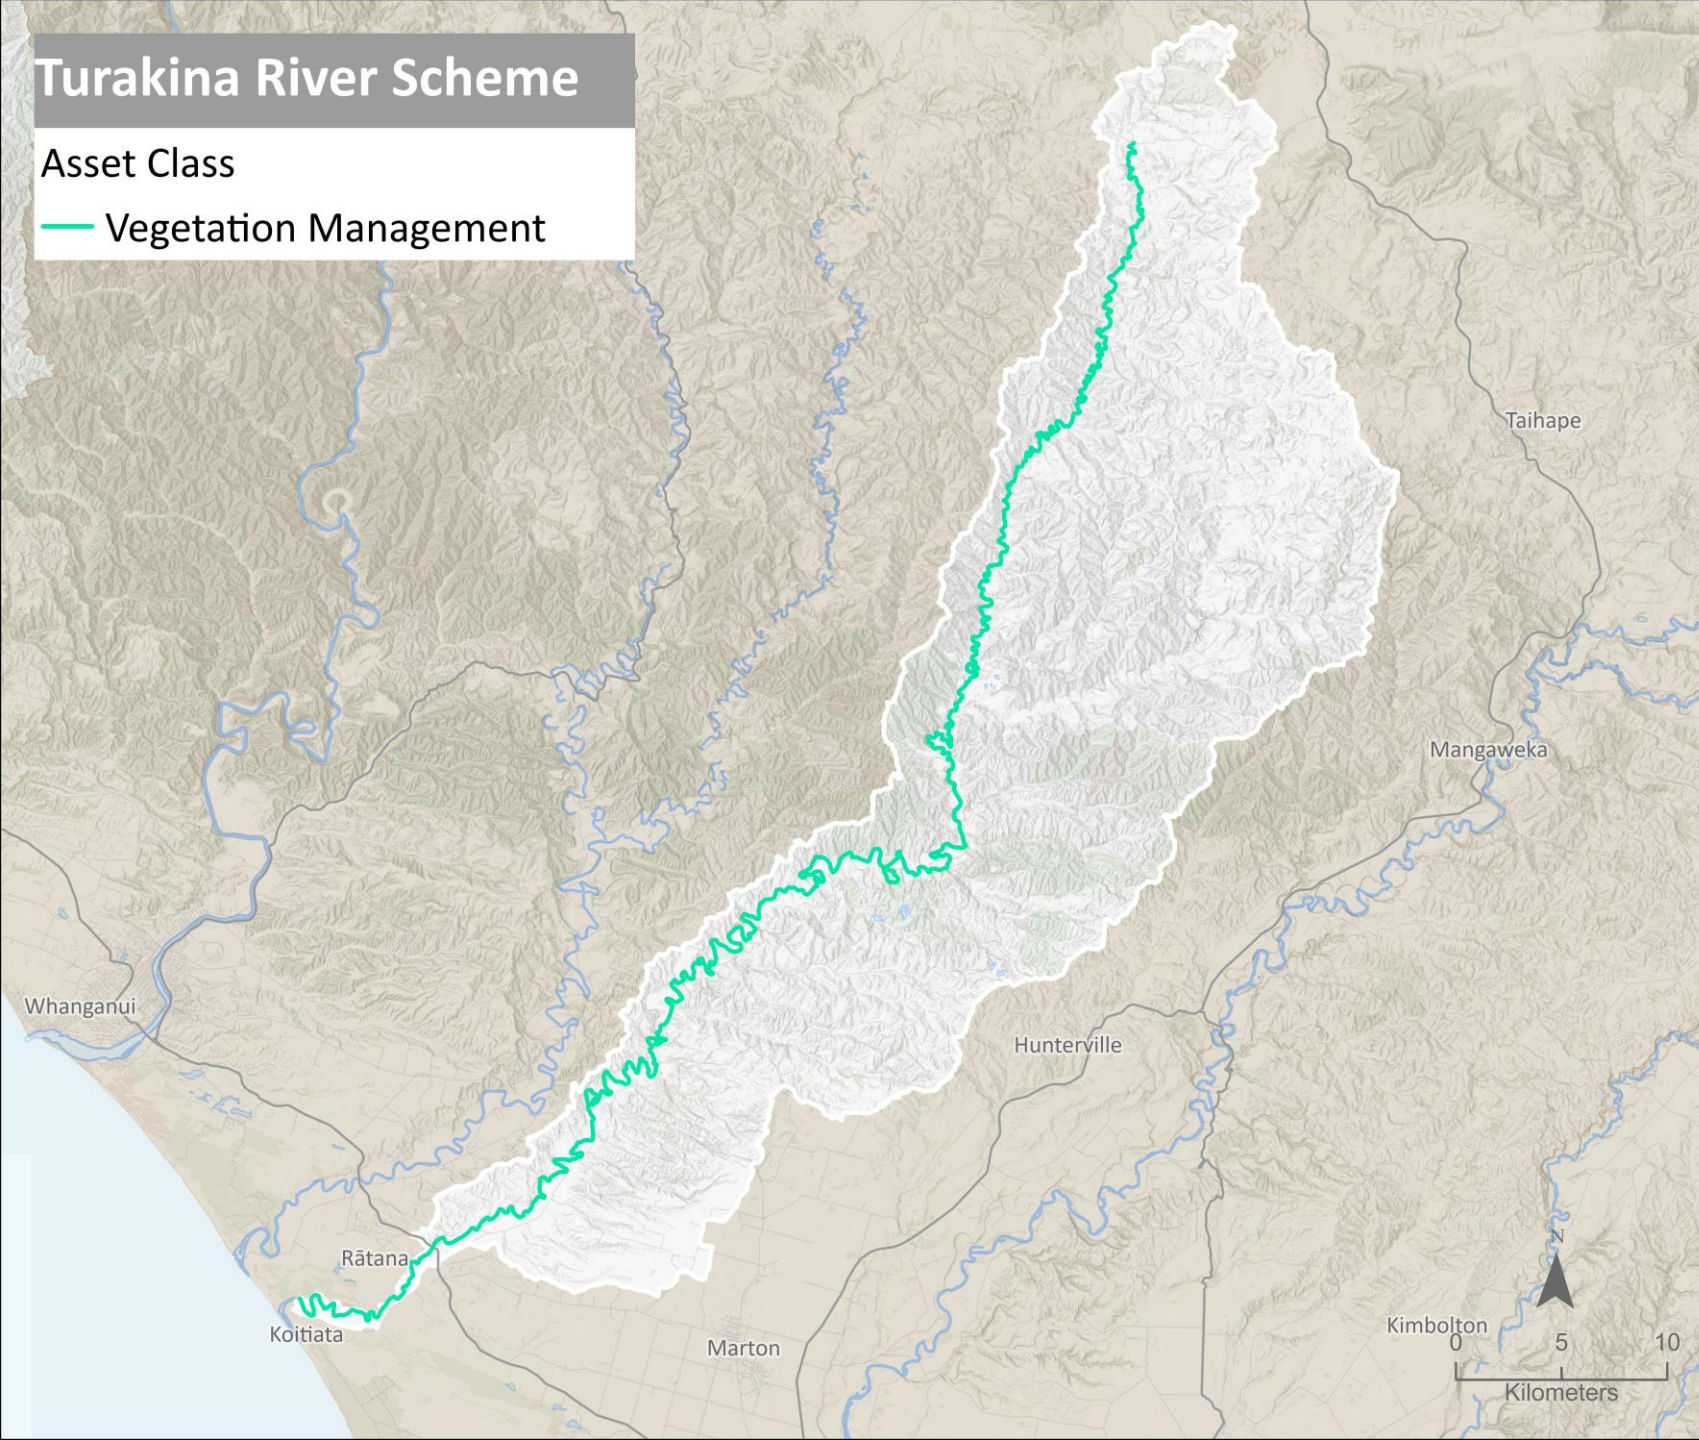 Turakina River Scheme
Asset Class
Vegetation Management
Taihape
Mangaweka
Whanganui
Hunterville
Rātana
Koitiata
Marton
Kimbolton
N
0 5 10
Kilometers